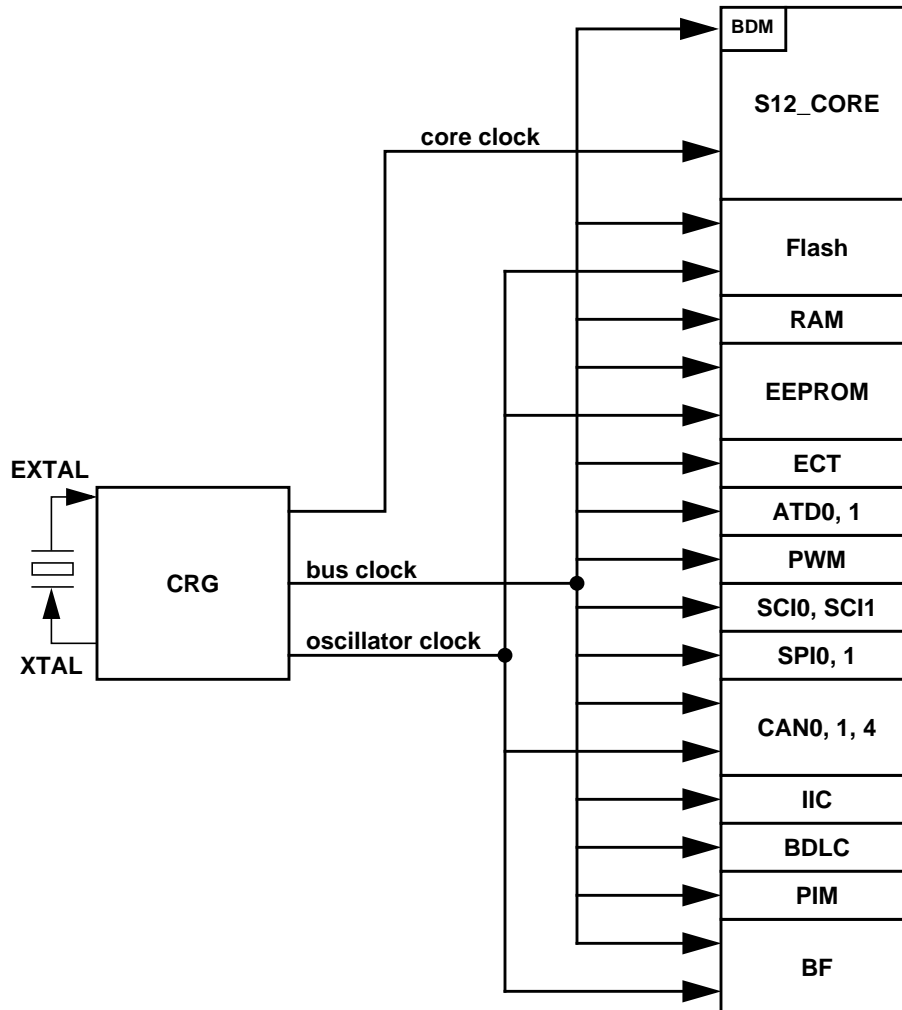 BDM
S12_CORE
core clock
Flash
RAM
EEPROM
EXTAL
ECT
ATD0, 1
PWM
bus clock
CRG
SCI0, SCI1
oscillator clock
SPI0, 1
XTAL
CAN0, 1, 4
IIC
BDLC
PIM
BF